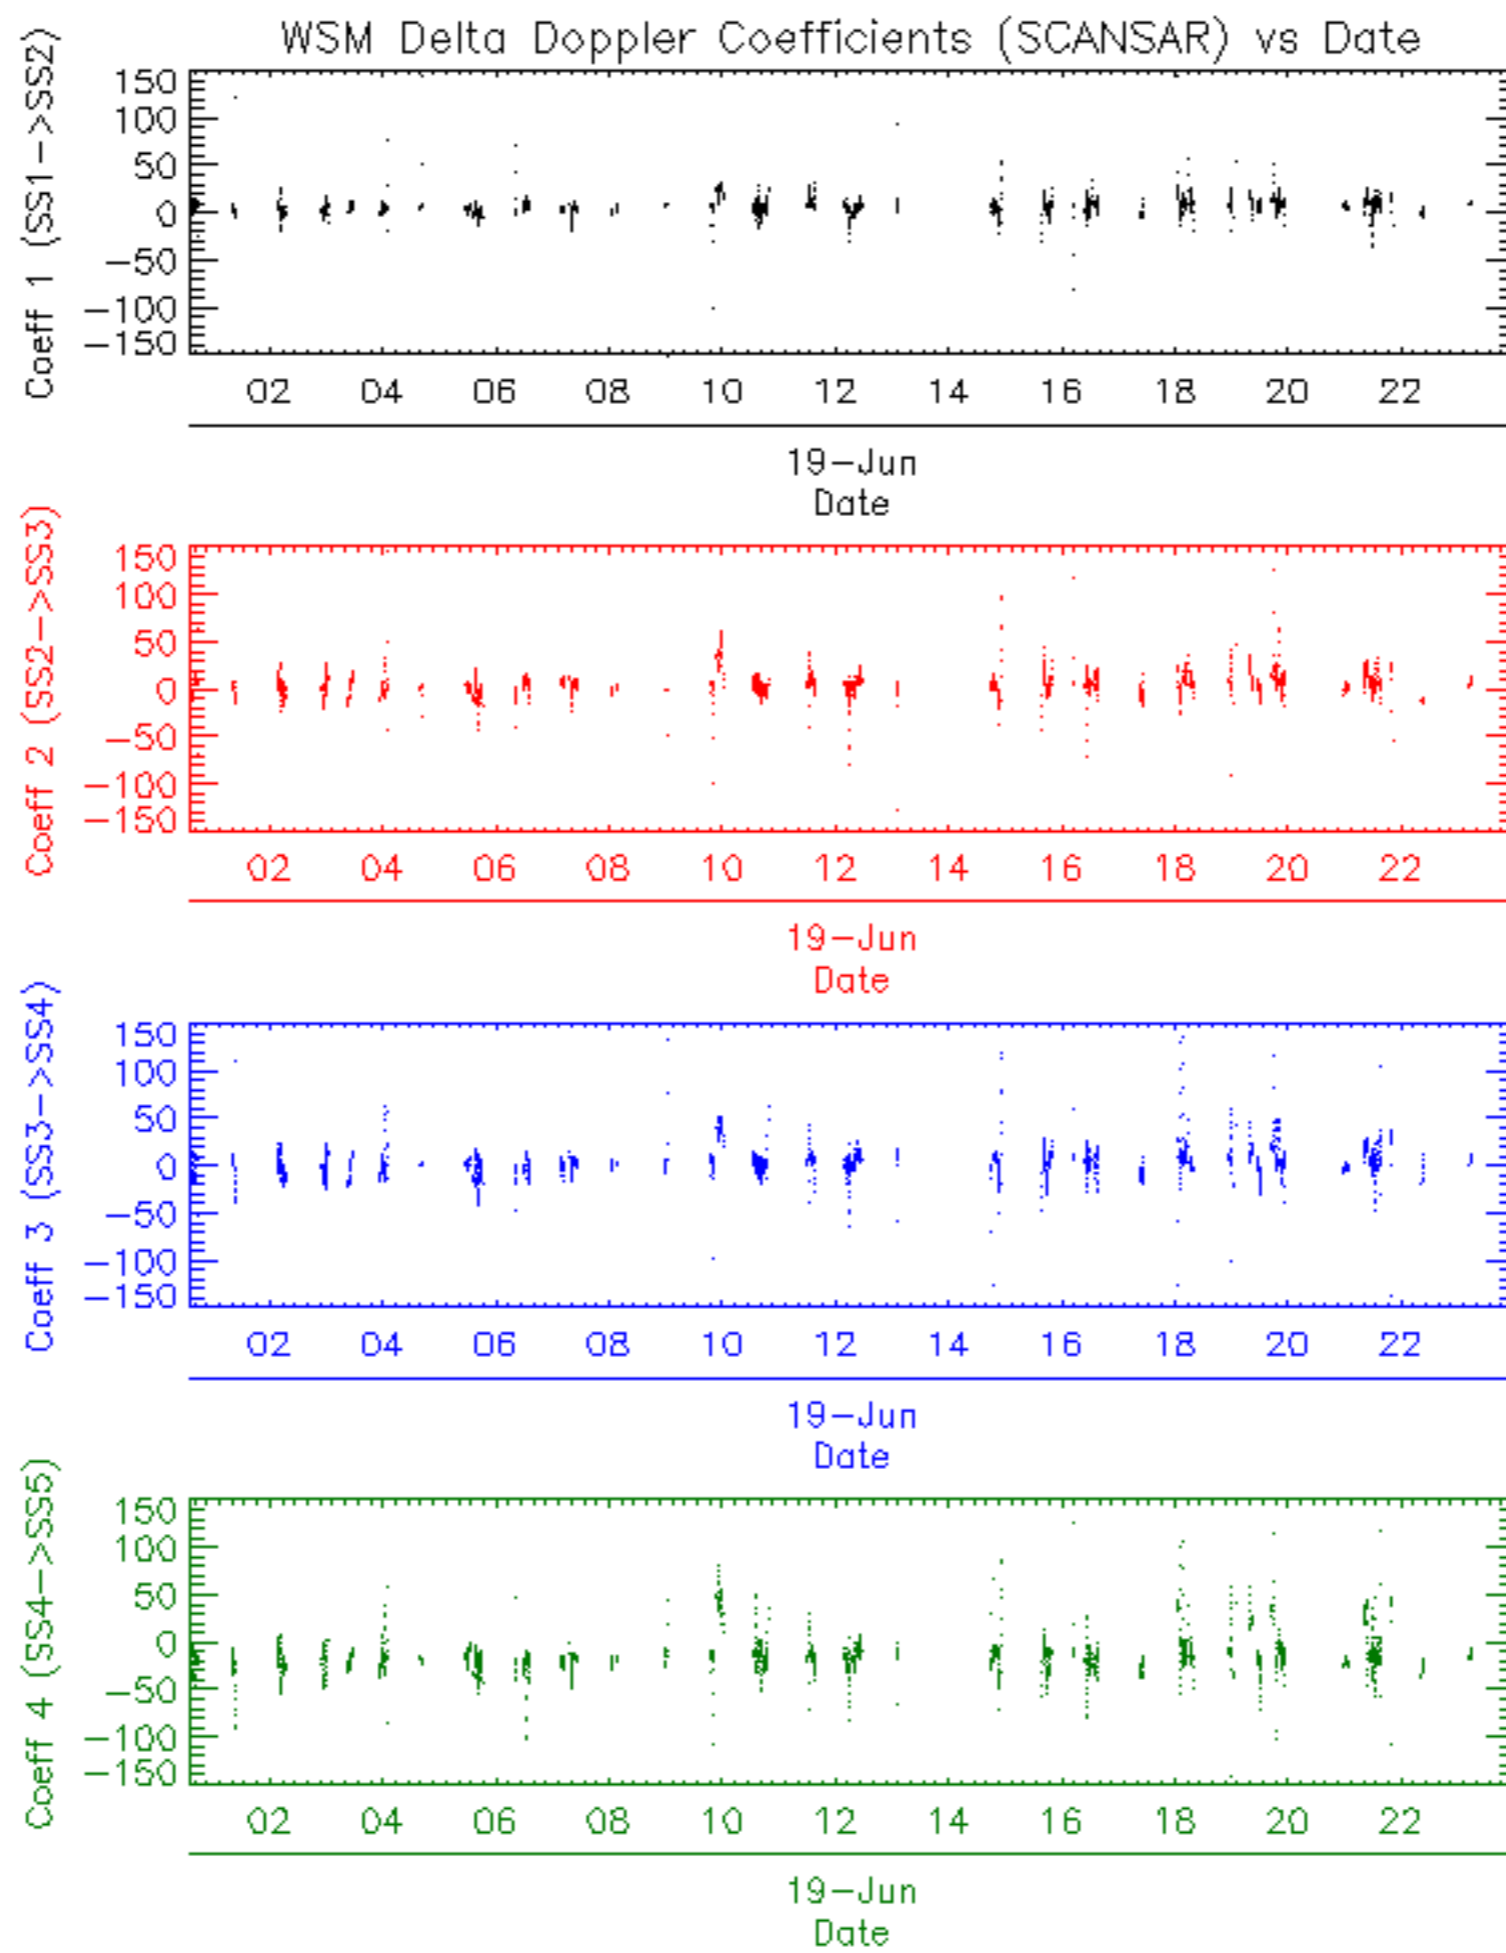 WSM Delta Doppler Coefficients (SCANSAR) vs Date
Coeff 1 (SS1->SS2)
150
100
50
0
-50
-100
-150
02 04 06 08 10 12 14 16 18 20 22
19-Jun
Date
Coeff 2 (SS2->SS3)
150
100
50
0
-50
-100
-150
02 04 06 08 10 12 14 16 18 20 22
19-Jun
Date
Coeff 3 (SS3->SS4)
150
100
50
0
-50
-100
-150
02 04 06 08 10 12 14 16 18 20 22
19-Jun
Date
Coeff 4 (SS4->SS5)
150
100
50
0
-50
-100
-150
02 04 06 08 10 12 14 16 18 20 22
19-Jun
Date